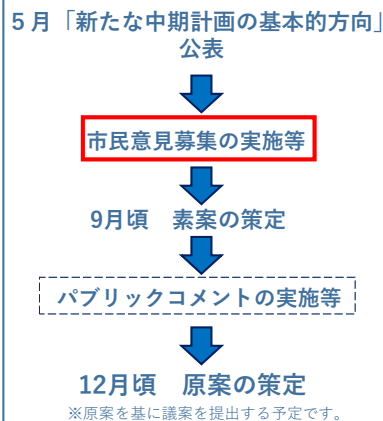 5月「新たな中期計画の基本的方向」
公表
市民意見募集の実施等
9月頃　素案の策定
パブリックコメントの実施等
12月頃　原案の策定
※原案を基に議案を提出する予定です。